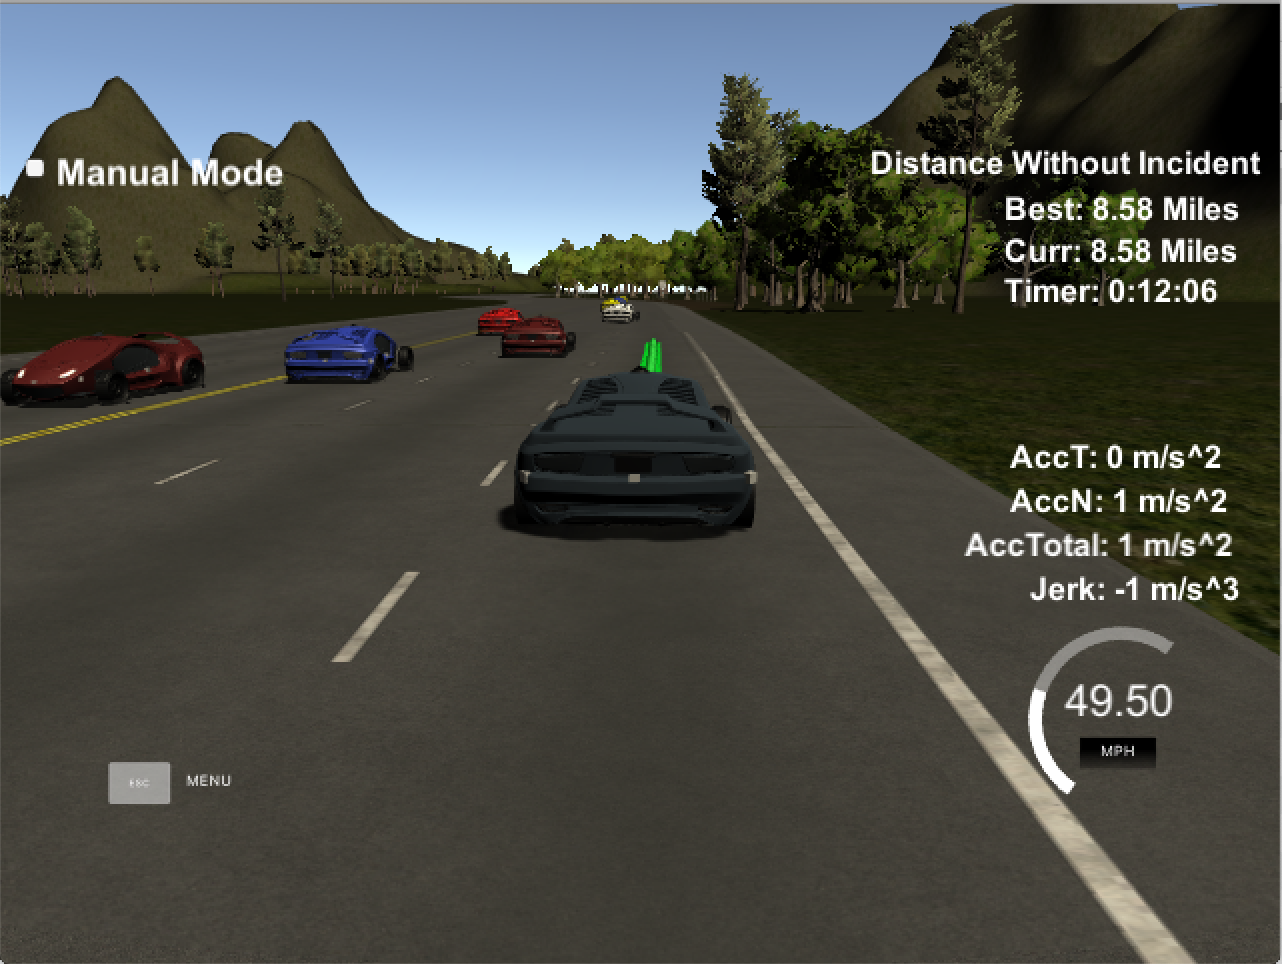 Manual Mode
Distance Without Incident
Best: 8.58 Miles
Curr: 8.58 Miles
Timer: 0:12:06
AccT: 0 m/s^2
AccN: 1 m/s^2
AccTotal: 1 m/s^2
Jerk: -1 m/s^3
49.50
MPH
ESC MENU